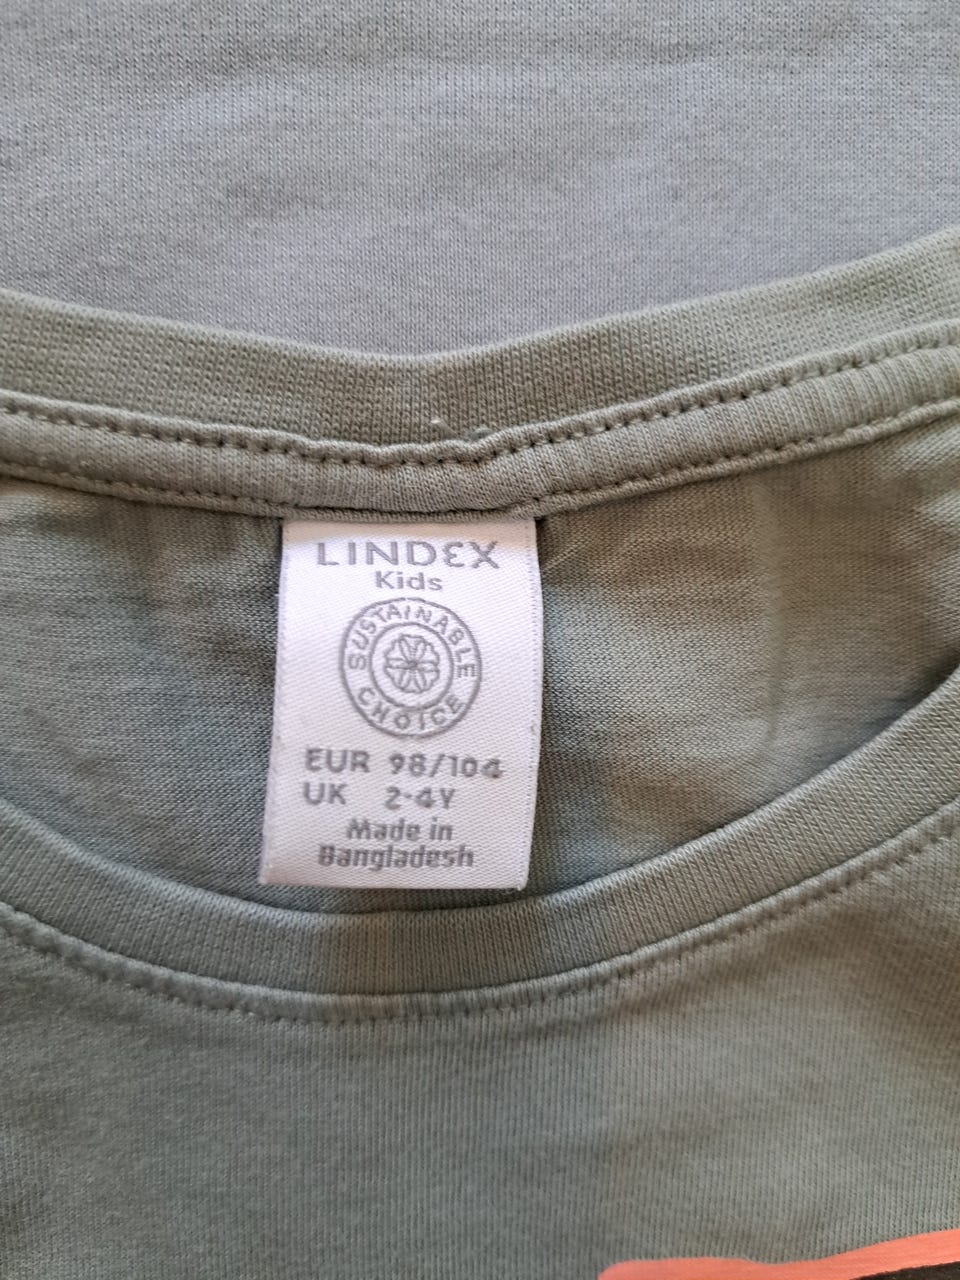 LINDEX
Kids
SUSTAINABLE
CHOICE
EUR 98/104
UK 2-4Y
Made in
Bangladesh